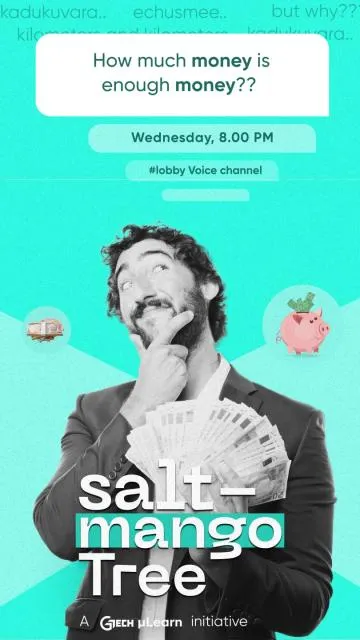 kadukuvara.. echusmee.. but why??
kilometers and kilometers kadukuvara..
How much money is
enough money??
Wednesday, 8.00 PM
#lobby Voice channel
salt-
mango
Tree
A GTECH µLearn initiative